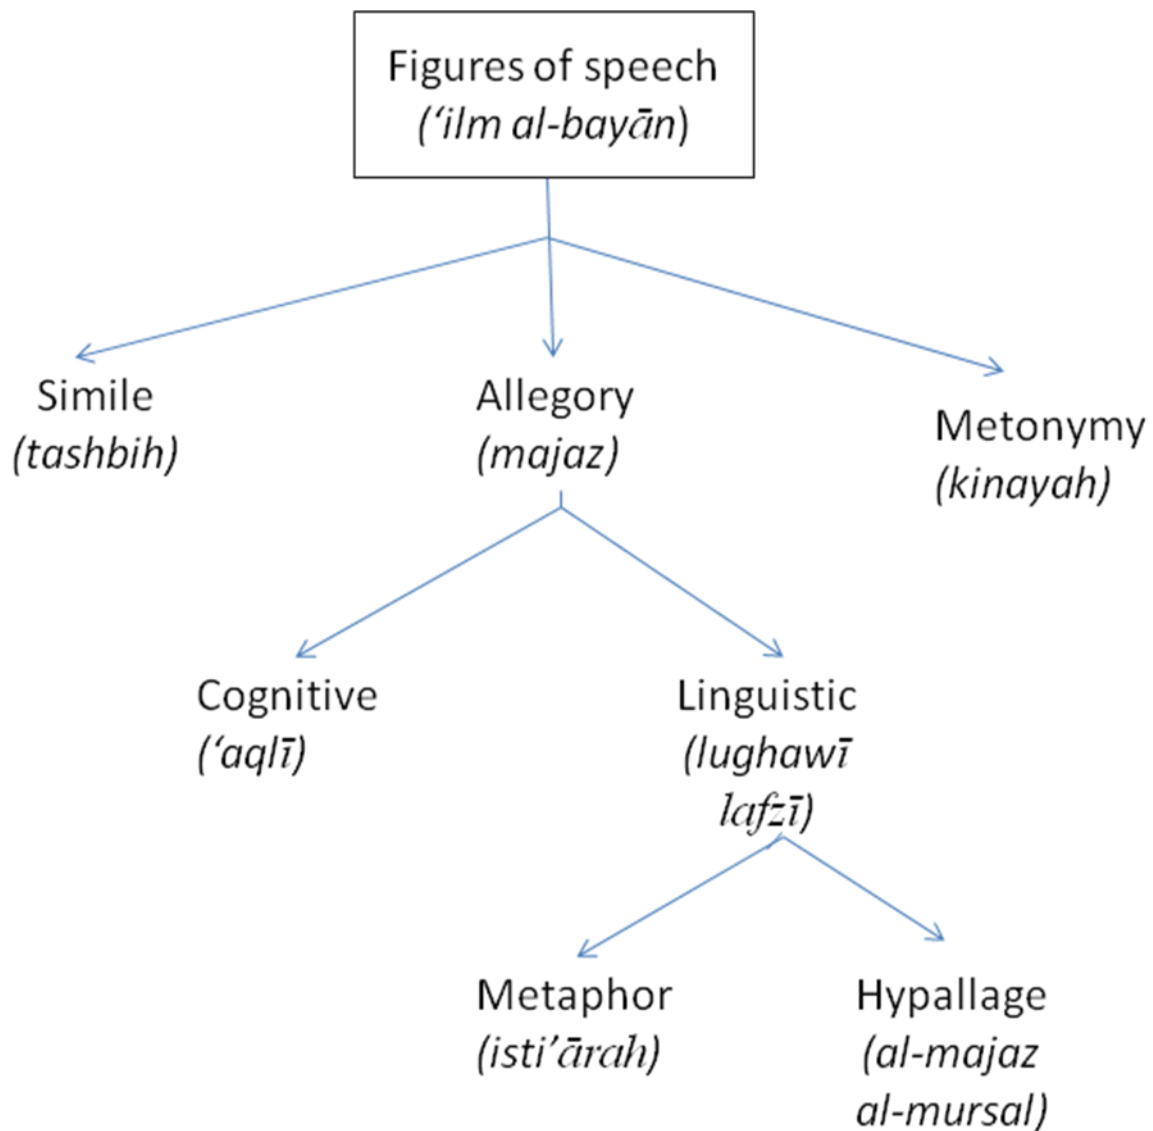 Figures of speech
(‘ilm al-bayān)
Simile
(tashbih)
Allegory
(majaz)
Metonymy
(kinayah)
Cognitive
(‘aqlī)
Linguistic
(lughawī
lafzī)
Metaphor
(isti’ārah)
Hypallage
(al-majaz
al-mursal)